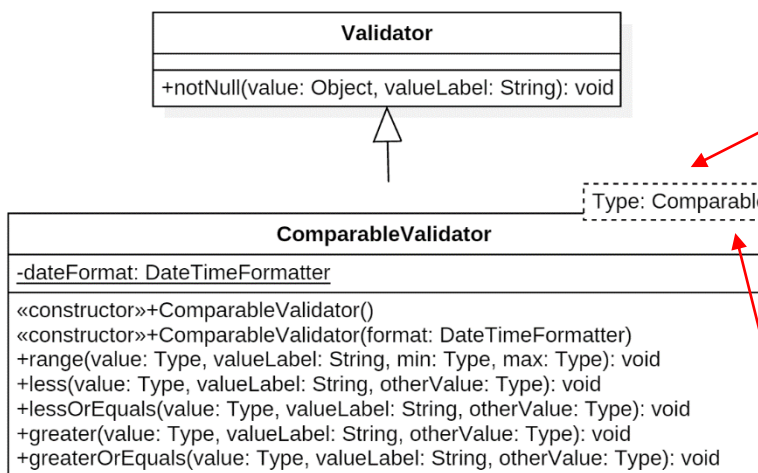 Validator
+notNull(value: Object, valueLabel: String): void
Type: Comparable
ComparableValidator
-dateFormat: DateTimeFormatter
«constructor»+ComparableValidator()
«constructor»+ComparableValidator(format: DateTimeFormatter)
+range(value: Type, valueLabel: String, min: Type, max: Type): void
+less(value: Type, valueLabel: String, otherValue: Type): void
+lessOrEquals(value: Type, valueLabel: String, otherValue: Type): void
+greater(value: Type, valueLabel: String, otherValue: Type): void
+greaterOrEquals(value: Type, valueLabel: String, otherValue: Type): void